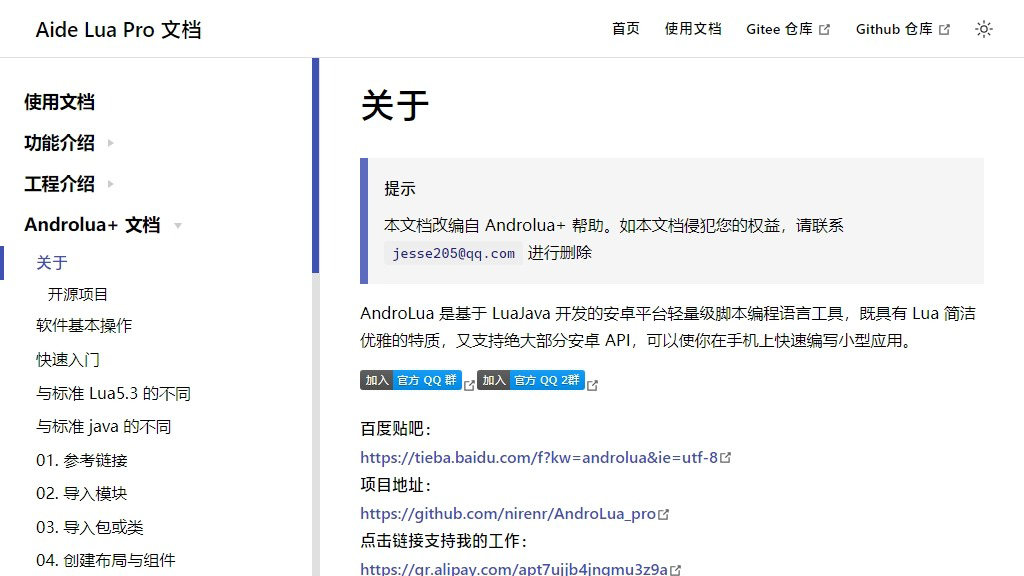 Aide Lua Pro 文档
首页 使用文档 Gitee 仓库 Github 仓库
使用文档
功能介绍
工程介绍
Androlua+ 文档
关于
开源项目
软件基本操作
快速入门
与标准 Lua5.3 的不同
与标准 java 的不同
01. 参考链接
02. 导入模块
03. 导入包或类
04. 创建布局与组件
关于
提示
本文档改编自 Androlua+ 帮助。如本文档侵犯您的权益，请联系
jesse205@qq.com 进行删除
AndroLua 是基于 LuaJava 开发的安卓平台轻量级脚本编程语言工具，既具有 Lua 简洁
优雅的特质，又支持绝大部分安卓 API，可以使你在手机上快速编写小型应用。
加入 官方 QQ 群 加入 官方 QQ 2群
百度贴吧：
https://tieba.baidu.com/f?kw=androlua&ie=utf-8
项目地址：
https://github.com/nirenr/AndroLua_pro
点击链接支持我的工作：
https://qr.alipay.com/apt7ujjb4jngmu3z9a